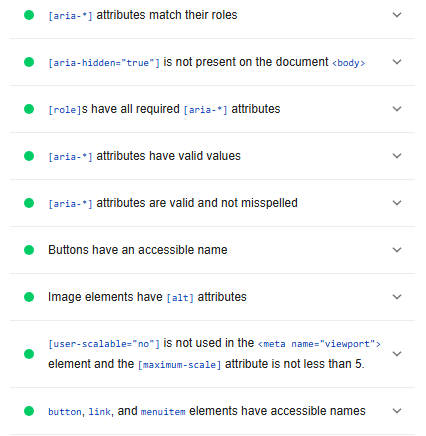 [aria-*] attributes match their roles
[aria-hidden="true"] is not present on the document <body>
[role]s have all required [aria-*] attributes
[aria-*] attributes have valid values
[aria-*] attributes are valid and not misspelled
Buttons have an accessible name
Image elements have [alt] attributes
[user-scalable="no"] is not used in the <meta name="viewport">
element and the [maximum-scale] attribute is not less than 5.
button, link, and menuitem elements have accessible names